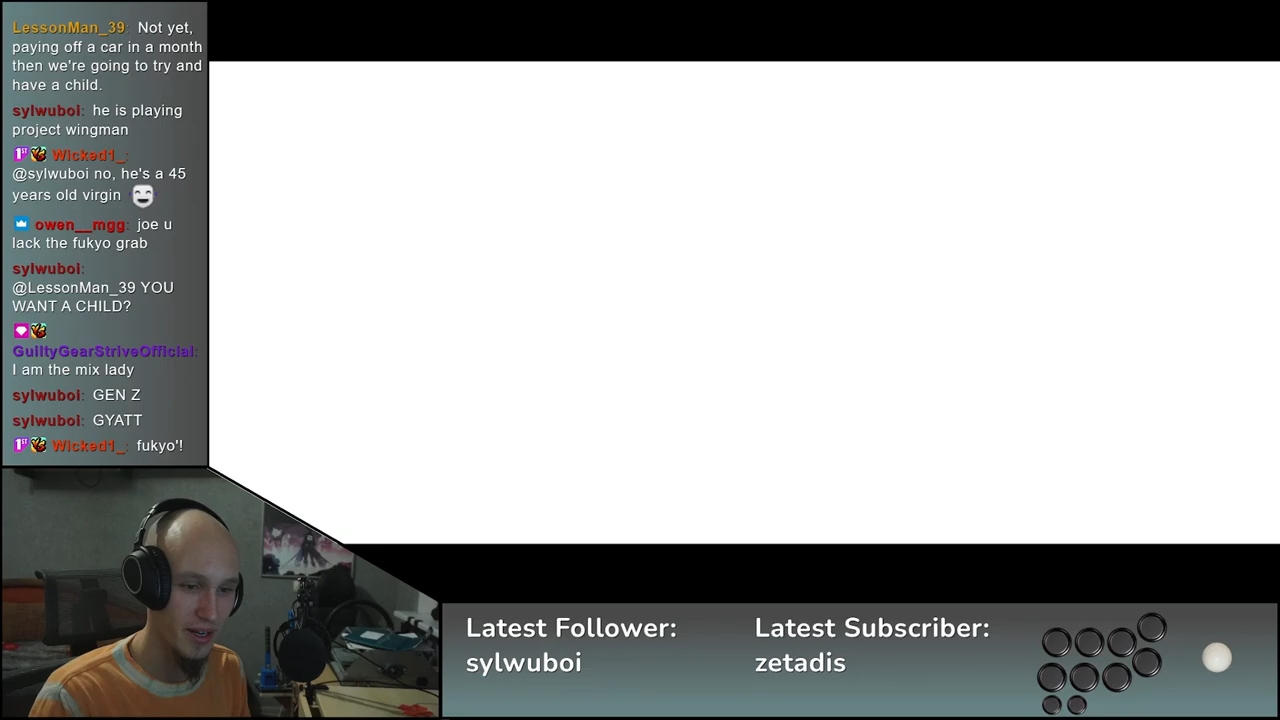 LessonMan_39: Not yet,
paying off a car in a month
then we're going to try and
have a child.
sylwuboi: he is playing
project wingman
1ST Wicked1_:
@sylwuboi no, he's a 45
years old virgin
owen__mgg: joe u
lack the fukyo grab
sylwuboi:
@LessonMan_39 YOU
WANT A CHILD?
GuiltyGearStriveOfficial:
I am the mix lady
sylwuboi: GEN Z
sylwuboi: GYATT
1ST Wicked1_: fukyo'!
Latest Follower:
sylwuboi
Latest Subscriber:
zetadis